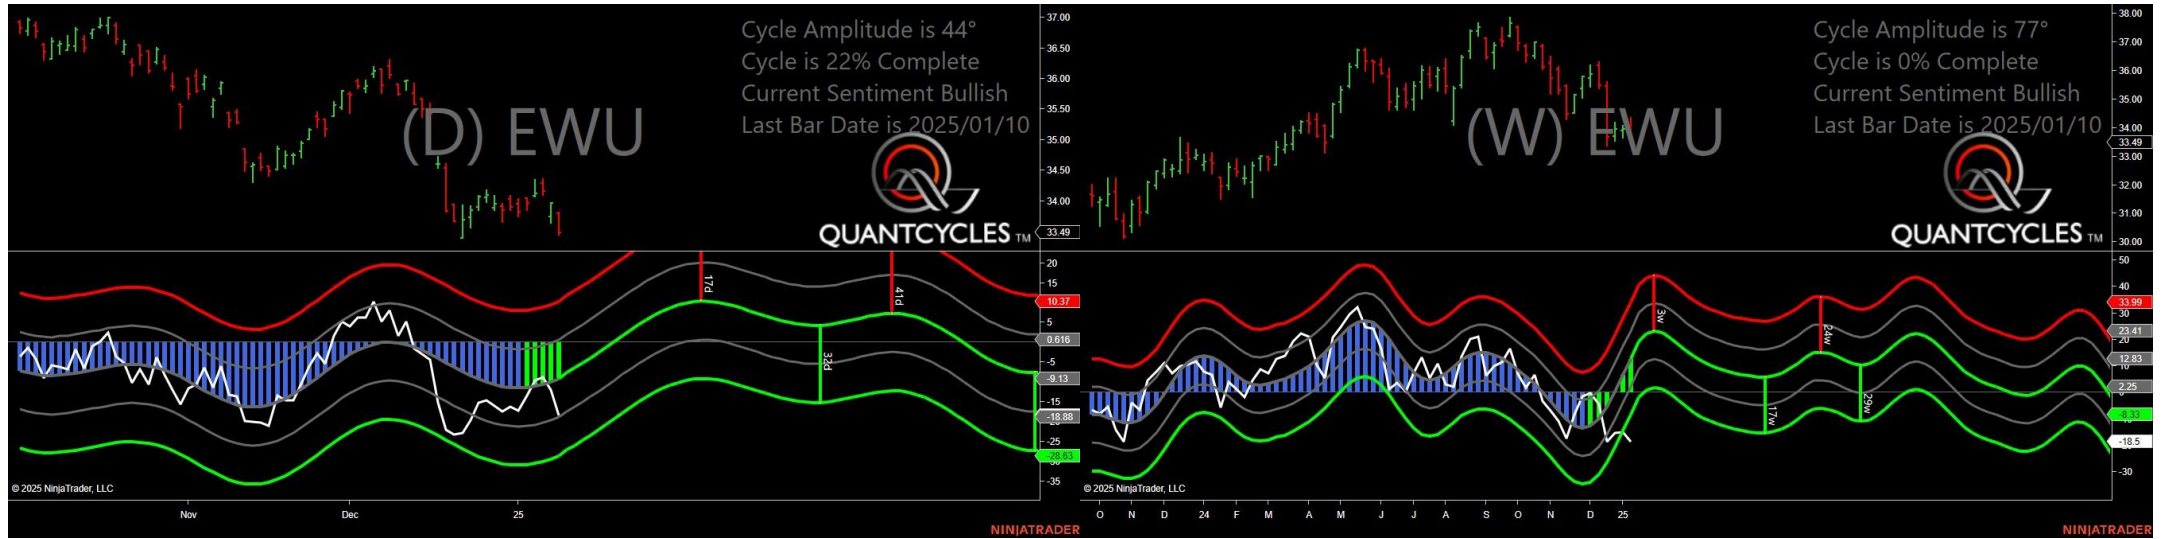 Cycle Amplitude is 44°
Cycle is 22% Complete
Current Sentiment Bullish
Last Bar Date is 2025/01/10
(D) EWU
QUANTCYCLES TM
37.00
36.50
36.00
35.50
35.00
34.50
34.00
33.49
20
15
10.37
5
0.616
-5
-9.13
-15
-18.88
-25
-28.63
-35
17d
32d
41d
© 2025 NinjaTrader, LLC
Nov Dec 25
NINJATRADER
Cycle Amplitude is 77°
Cycle is 0% Complete
Current Sentiment Bullish
Last Bar Date is 2025/01/10
(W) EWU
QUANTCYCLES TM
38.00
37.00
36.00
35.00
34.00
33.49
33.00
32.00
31.00
30.00
50
40
33.99
30
23.41
20
12.83
2.25
-8.33
-18.5
-30
3w
17w
24w
29w
© 2025 NinjaTrader, LLC
O N D 24 F M A M J J A S O N D 25
NINJATRADER